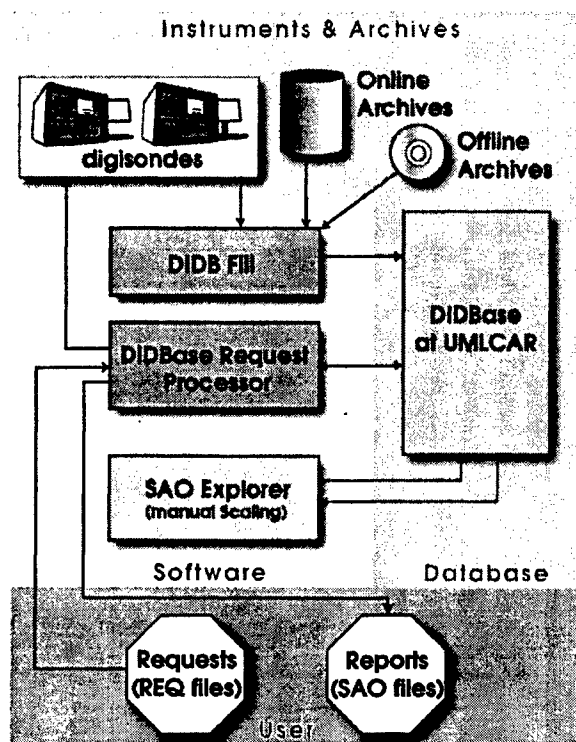 Instruments & Archives
Online
Archives
digisondes
Offline
Archives
DIDB Fill
DIDBase
at UMLCAR
DIDBase Request
Processor
SAO Explorer
(manual Scaling)
Software
Database
Requests
(REQ files)
Reports
(SAO files)
User